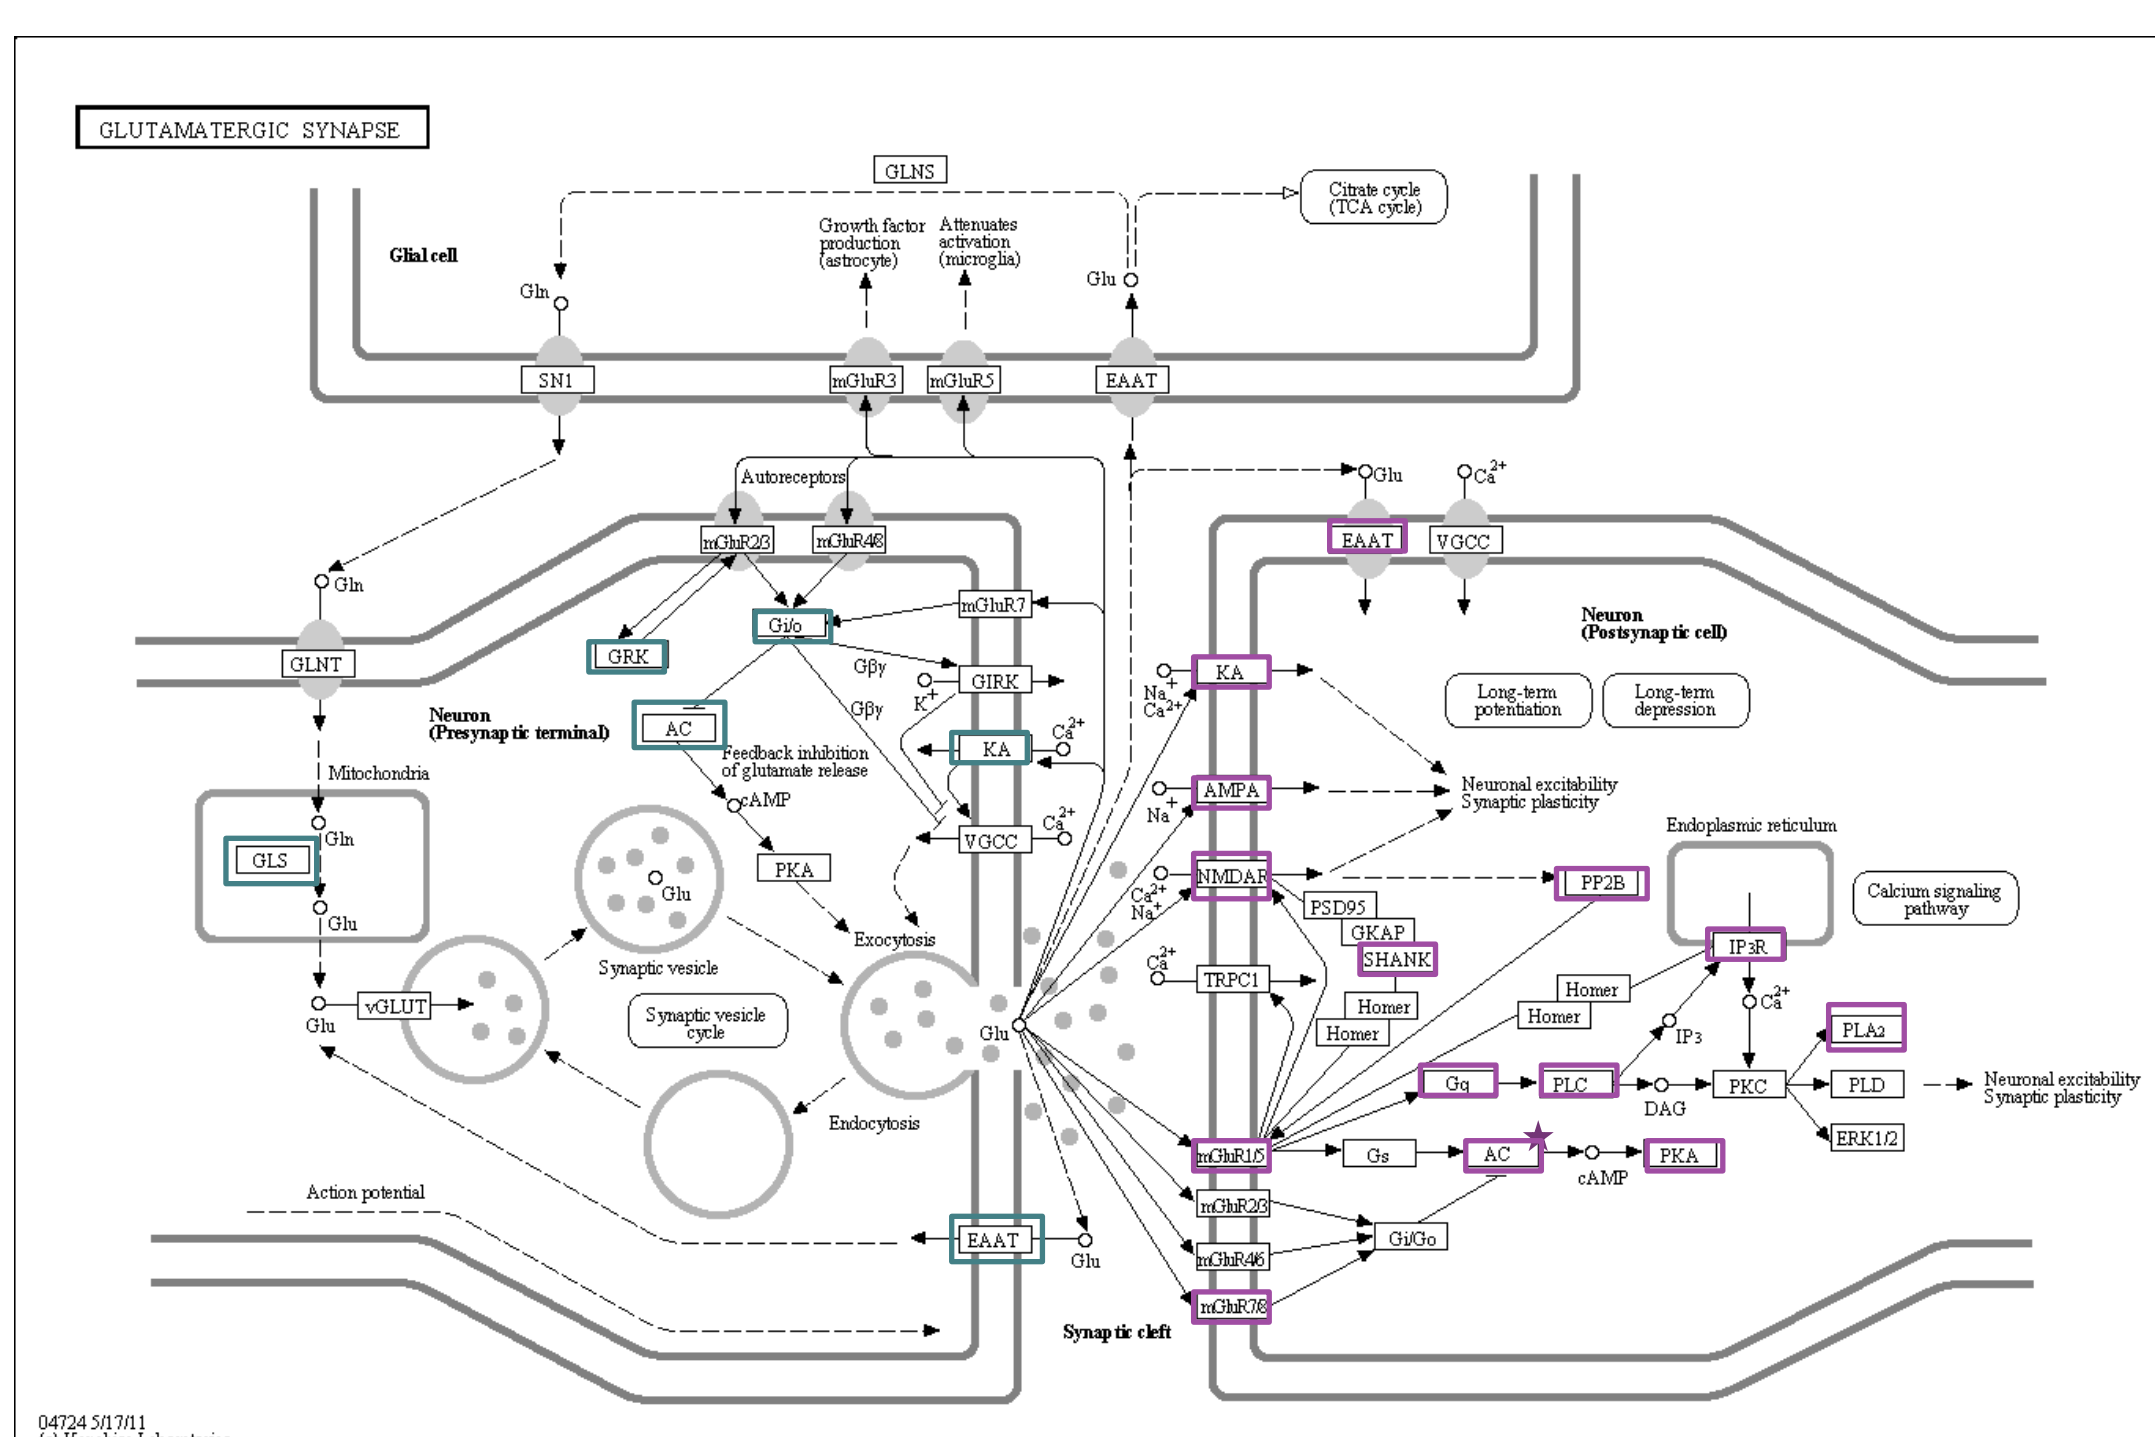 GLUTAMATERGIC SYNAPSE
GLNS
Citrate cycle
(TCA cycle)
Growth factor
production
(astrocyte)
Attenuates
activation
(microglia)
Glial cell
Gln
Glu
SN1
mGluR3
mGluR5
EAAT
Autoreceptors
Glu
Ca2+
mGluR2/3
mGluR4/8
EAAT
VGCC
Gln
mGluR7
Gi/o
GRK
GLNT
Neuron
(Postsynaptic cell)
Gβγ
GIRK
K+
KA
Na+
Ca2+
Long-term
potentiation
Long-term
depression
Neuron
(Presynaptic terminal)
AC
Gβγ
KA
Ca2+
Feedback inhibition
of glutamate release
Mitochondria
cAMP
AMPA
Na+
Neuronal excitability
Synaptic plasticity
Gln
GLS
VGCC
Ca2+
Endoplasmic reticulum
PKA
Glu
NMDAR
Ca2+
Na+
PP2B
Calcium signaling
pathway
PSD95
GKAP
SHANK
Glu
Exocytosis
IP3R
Synaptic vesicle
Ca2+
TRPC1
Homer
Homer
Homer
Homer
Ca2+
vGLUT
Glu
Synaptic vesicle
cycle
Glu
IP3
PLA2
Gq
PLC
DAG
PKC
PLD
Neuronal excitability
Synaptic plasticity
Endocytosis
ERK1/2
mGluR1/5
Gs
AC
cAMP
PKA
Action potential
mGluR2/3
EAAT
Glu
mGluR4/6
Gi/Go
mGluR7/8
Synaptic cleft
04724 5/17/11